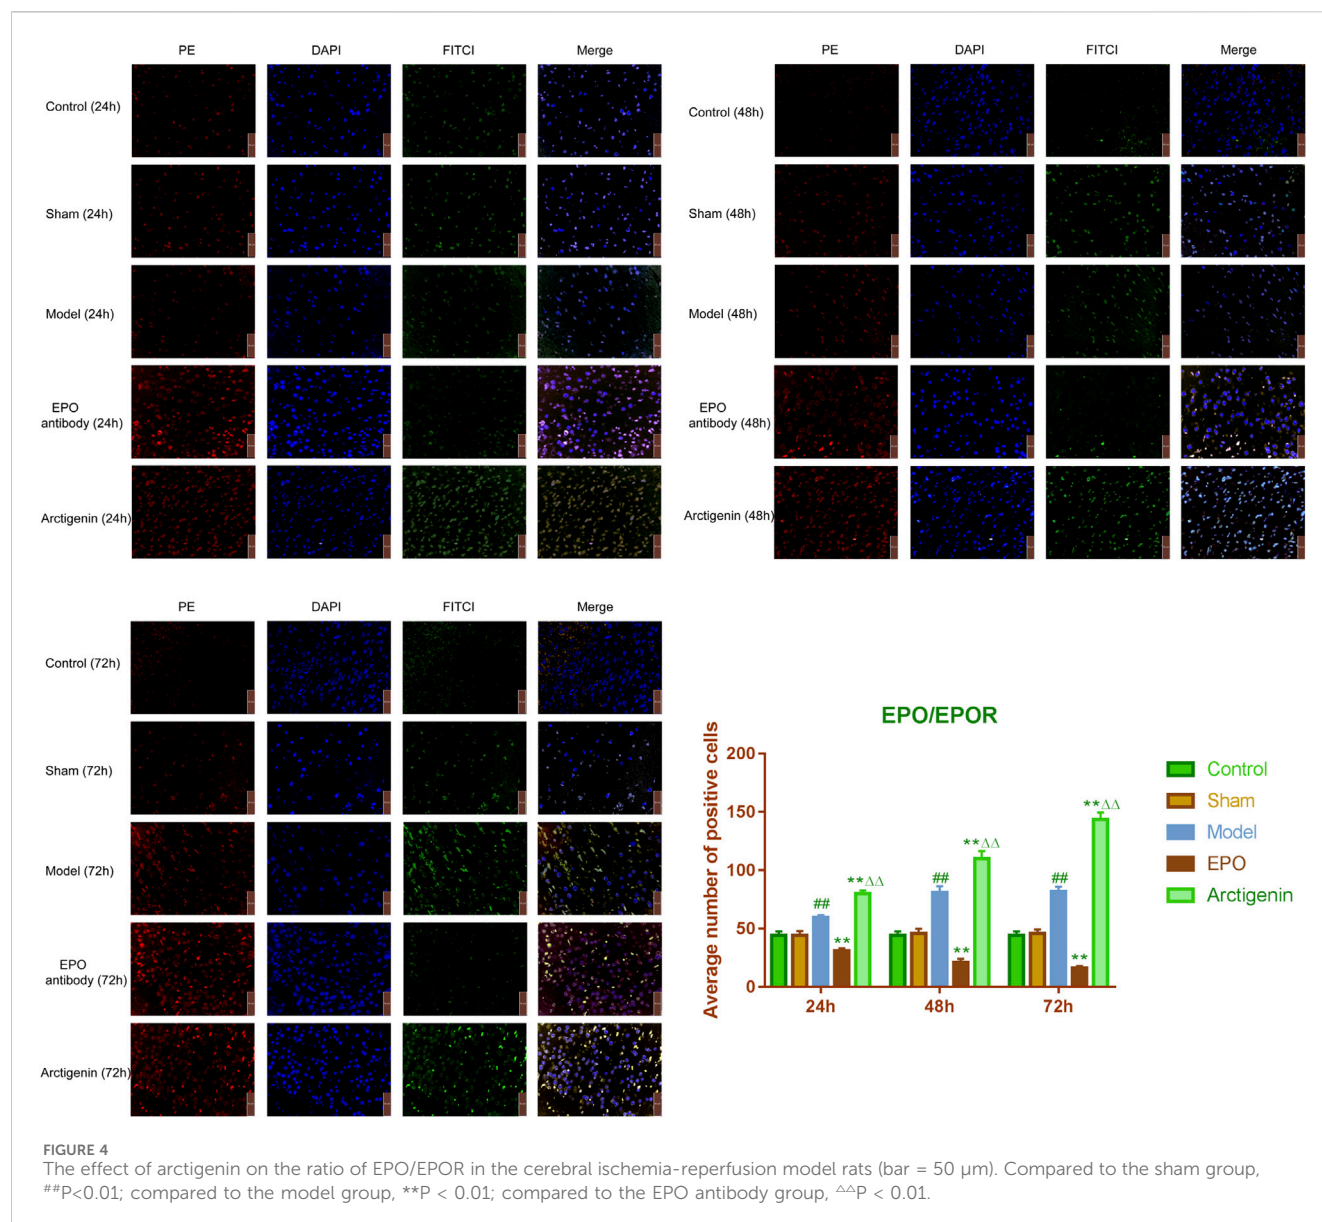 PE DAPI FITCI Merge
Control (24h)
Sham (24h)
Model (24h)
EPO
antibody (24h)
Arctigenin (24h)
PE DAPI FITCI Merge
Control (48h)
Sham (48h)
Model (48h)
EPO
antibody (48h)
Arctigenin (48h)
PE DAPI FITCI Merge
Control (72h)
Sham (72h)
Model (72h)
EPO
antibody (72h)
Arctigenin (72h)
EPO/EPOR
Average number of positive cells
200
150
100
50
0
## ** **△△
## ** **△△
## ** **△△
24h 48h 72h
Control
Sham
Model
EPO
Arctigenin
FIGURE 4
The effect of arctigenin on the ratio of EPO/EPOR in the cerebral ischemia-reperfusion model rats (bar = 50 μm). Compared to the sham group,
##P<0.01; compared to the model group, **P < 0.01; compared to the EPO antibody group, △△P < 0.01.